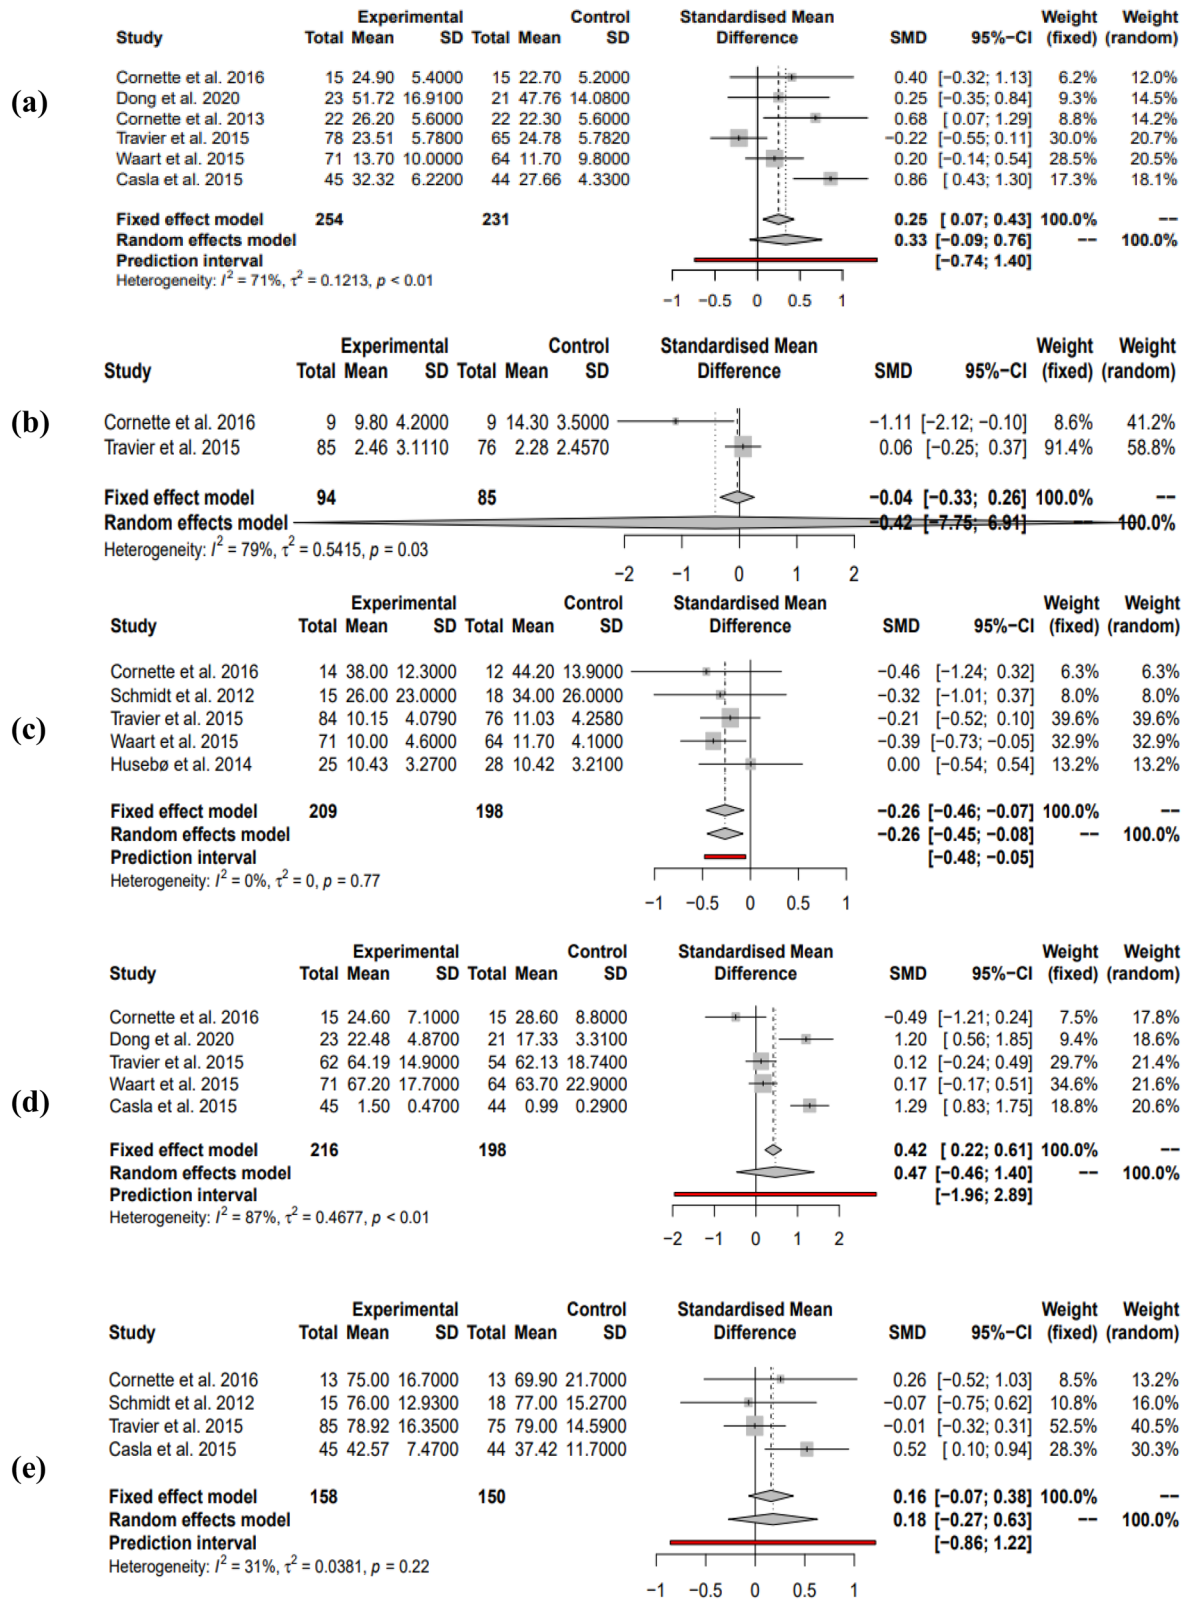 (a)
Experimental Control Standardised Mean Weight Weight
Study Total Mean SD Total Mean SD Difference SMD 95%−CI (fixed) (random)
Cornette et al. 2016 15 24.90 5.4000 15 22.70 5.2000 0.40 [−0.32; 1.13] 6.2% 12.0%
Dong et al. 2020 23 51.72 16.9100 21 47.76 14.0800 0.25 [−0.35; 0.84] 9.3% 14.5%
Cornette et al. 2013 22 26.20 5.6000 22 22.30 5.6000 0.68 [ 0.07; 1.29] 8.8% 14.2%
Travier et al. 2015 78 23.51 5.7800 65 24.78 5.7820 −0.22 [−0.55; 0.11] 30.0% 20.7%
Waart et al. 2015 71 13.70 10.0000 64 11.70 9.8000 0.20 [−0.14; 0.54] 28.5% 20.5%
Casla et al. 2015 45 32.32 6.2200 44 27.66 4.3300 0.86 [ 0.43; 1.30] 17.3% 18.1%
Fixed effect model 254 231 0.25 [ 0.07; 0.43] 100.0% −−
Random effects model 0.33 [−0.09; 0.76] −− 100.0%
Prediction interval [−0.74; 1.40]
Heterogeneity: I² = 71%, τ² = 0.1213, p < 0.01
−1 −0.5 0 0.5 1
(b)
Experimental Control Standardised Mean Weight Weight
Study Total Mean SD Total Mean SD Difference SMD 95%−CI (fixed) (random)
Cornette et al. 2016 9 9.80 4.2000 9 14.30 3.5000 −1.11 [−2.12; −0.10] 8.6% 41.2%
Travier et al. 2015 85 2.46 3.1110 76 2.28 2.4570 0.06 [−0.25; 0.37] 91.4% 58.8%
Fixed effect model 94 85 −0.04 [−0.33; 0.26] 100.0% −−
Random effects model −0.42 [−7.75; 6.91] −− 100.0%
Heterogeneity: I² = 79%, τ² = 0.5415, p = 0.03
−2 −1 0 1 2
(c)
Experimental Control Standardised Mean Weight Weight
Study Total Mean SD Total Mean SD Difference SMD 95%−CI (fixed) (random)
Cornette et al. 2016 14 38.00 12.3000 12 44.20 13.9000 −0.46 [−1.24; 0.32] 6.3% 6.3%
Schmidt et al. 2012 15 26.00 23.0000 18 34.00 26.0000 −0.32 [−1.01; 0.37] 8.0% 8.0%
Travier et al. 2015 84 10.15 4.0790 76 11.03 4.2580 −0.21 [−0.52; 0.10] 39.6% 39.6%
Waart et al. 2015 71 10.00 4.6000 64 11.70 4.1000 −0.39 [−0.73; −0.05] 32.9% 32.9%
Husebø et al. 2014 25 10.43 3.2700 28 10.42 3.2100 0.00 [−0.54; 0.54] 13.2% 13.2%
Fixed effect model 209 198 −0.26 [−0.46; −0.07] 100.0% −−
Random effects model −0.26 [−0.45; −0.08] −− 100.0%
Prediction interval [−0.48; −0.05]
Heterogeneity: I² = 0%, τ² = 0, p = 0.77
−1 −0.5 0 0.5 1
(d)
Experimental Control Standardised Mean Weight Weight
Study Total Mean SD Total Mean SD Difference SMD 95%−CI (fixed) (random)
Cornette et al. 2016 15 24.60 7.1000 15 28.60 8.8000 −0.49 [−1.21; 0.24] 7.5% 17.8%
Dong et al. 2020 23 22.48 4.8700 21 17.33 3.3100 1.20 [ 0.56; 1.85] 9.4% 18.6%
Travier et al. 2015 62 64.19 14.9000 54 62.13 18.7400 0.12 [−0.24; 0.49] 29.7% 21.4%
Waart et al. 2015 71 67.20 17.7000 64 63.70 22.9000 0.17 [−0.17; 0.51] 34.6% 21.6%
Casla et al. 2015 45 1.50 0.4700 44 0.99 0.2900 1.29 [ 0.83; 1.75] 18.8% 20.6%
Fixed effect model 216 198 0.42 [ 0.22; 0.61] 100.0% −−
Random effects model 0.47 [−0.46; 1.40] −− 100.0%
Prediction interval [−1.96; 2.89]
Heterogeneity: I² = 87%, τ² = 0.4677, p < 0.01
−2 −1 0 1 2
(e)
Experimental Control Standardised Mean Weight Weight
Study Total Mean SD Total Mean SD Difference SMD 95%−CI (fixed) (random)
Cornette et al. 2016 13 75.00 16.7000 13 69.90 21.7000 0.26 [−0.52; 1.03] 8.5% 13.2%
Schmidt et al. 2012 15 76.00 12.9300 18 77.00 15.2700 −0.07 [−0.75; 0.62] 10.8% 16.0%
Travier et al. 2015 85 78.92 16.3500 75 79.00 14.5900 −0.01 [−0.32; 0.31] 52.5% 40.5%
Casla et al. 2015 45 42.57 7.4700 44 37.42 11.7000 0.52 [ 0.10; 0.94] 28.3% 30.3%
Fixed effect model 158 150 0.16 [−0.07; 0.38] 100.0% −−
Random effects model 0.18 [−0.27; 0.63] −− 100.0%
Prediction interval [−0.86; 1.22]
Heterogeneity: I² = 31%, τ² = 0.0381, p = 0.22
−1 −0.5 0 0.5 1